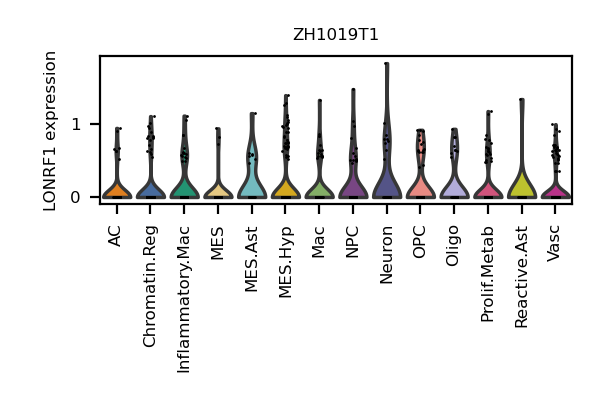 ZH1019T1
LONRF1 expression
1
0
AC
Chromatin.Reg
Inflammatory.Mac
MES
MES.Ast
MES.Hyp
Mac
NPC
Neuron
OPC
Oligo
Prolif.Metab
Reactive.Ast
Vasc